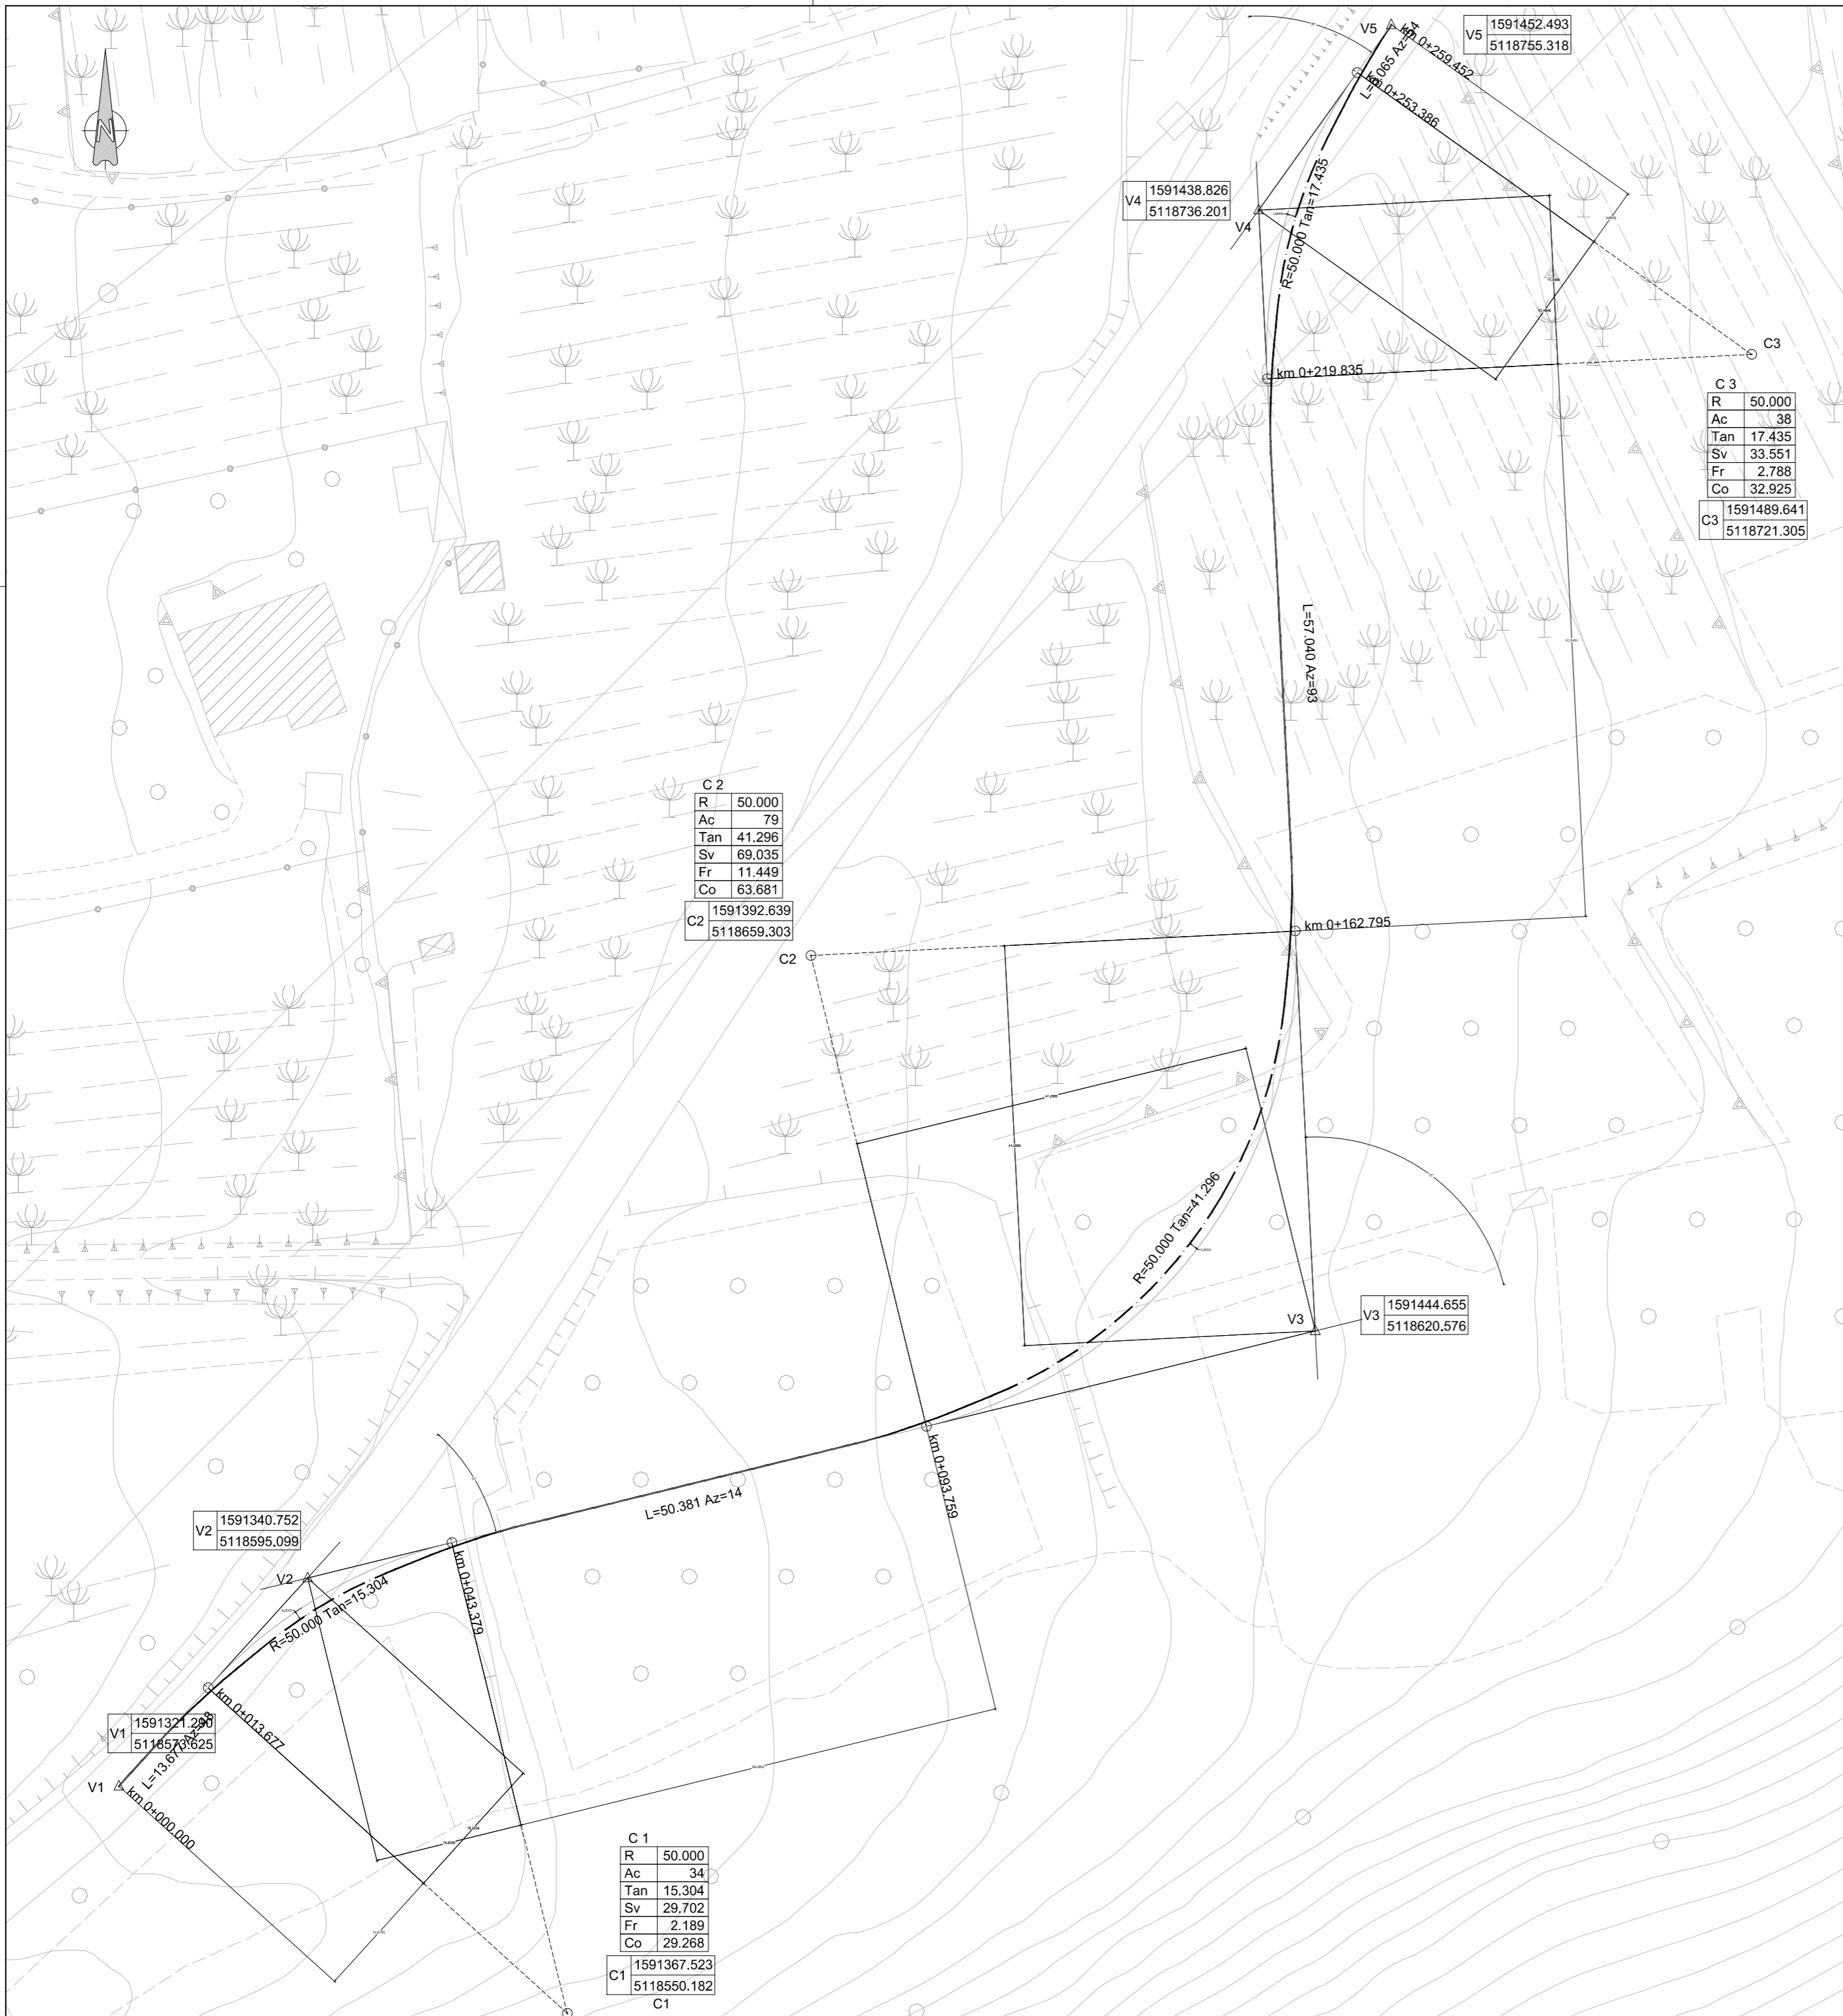 N
V5
V5 1591452.493
5118755.318
km 0+259.452
km 0+253.386
V4 1591438.826
5118736.201
V4
R=50.000 Tan=17.435
km 0+219.835
C3
C 3
R 50.000
Ac 38
Tan 17.435
Sv 33.551
Fr 2.788
Co 32.925
C3 1591489.641
5118721.305
L=57.040 Az=93
C 2
R 50.000
Ac 79
Tan 41.296
Sv 69.035
Fr 11.449
Co 63.681
C2 1591392.639
5118659.303
C2
km 0+162.795
R=50.000 Tan=41.296
V3
V3 1591444.655
5118620.576
km 0+093.759
L=50.381 Az=14
V2 1591340.752
5118595.099
V2
km 0+043.379
R=50.000 Tan=15.304
V1 1591321.290
5118573.625
km 0+013.677
L=13.677 Az=48
V1
km 0+000.000
C 1
R 50.000
Ac 34
Tan 15.304
Sv 29.702
Fr 2.189
Co 29.268
C1 1591367.523
5118550.182
C1